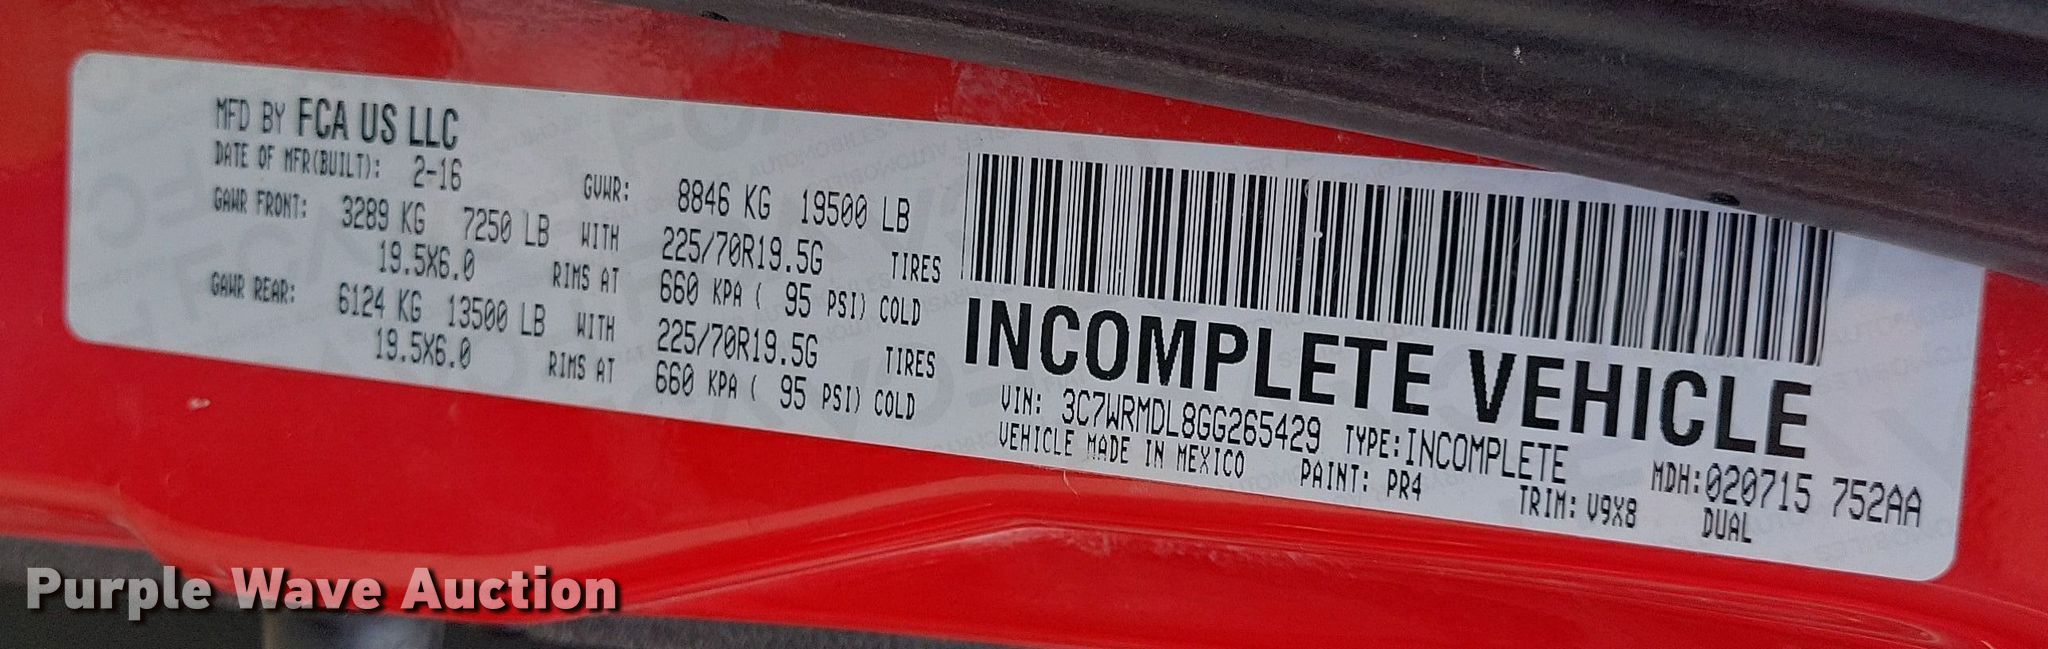 MFD BY FCA US LLC
DATE OF MFR(BUILT): 2-16 GVWR: 8846 KG 19500 LB
GAWR FRONT: 3289 KG 7250 LB WITH 225/70R19.5G TIRES
19.5X6.0 RIMS AT 660 KPA ( 95 PSI) COLD
GAWR REAR: 6124 KG 13500 LB WITH 225/70R19.5G TIRES
19.5X6.0 RIMS AT 660 KPA ( 95 PSI) COLD
INCOMPLETE VEHICLE
VIN: 3C7WRMDL8GG265429 TYPE:INCOMPLETE MDH:020715 752AA
VEHICLE MADE IN MEXICO PAINT: PR4 TRIM: V9X8 DUAL
Purple Wave Auction